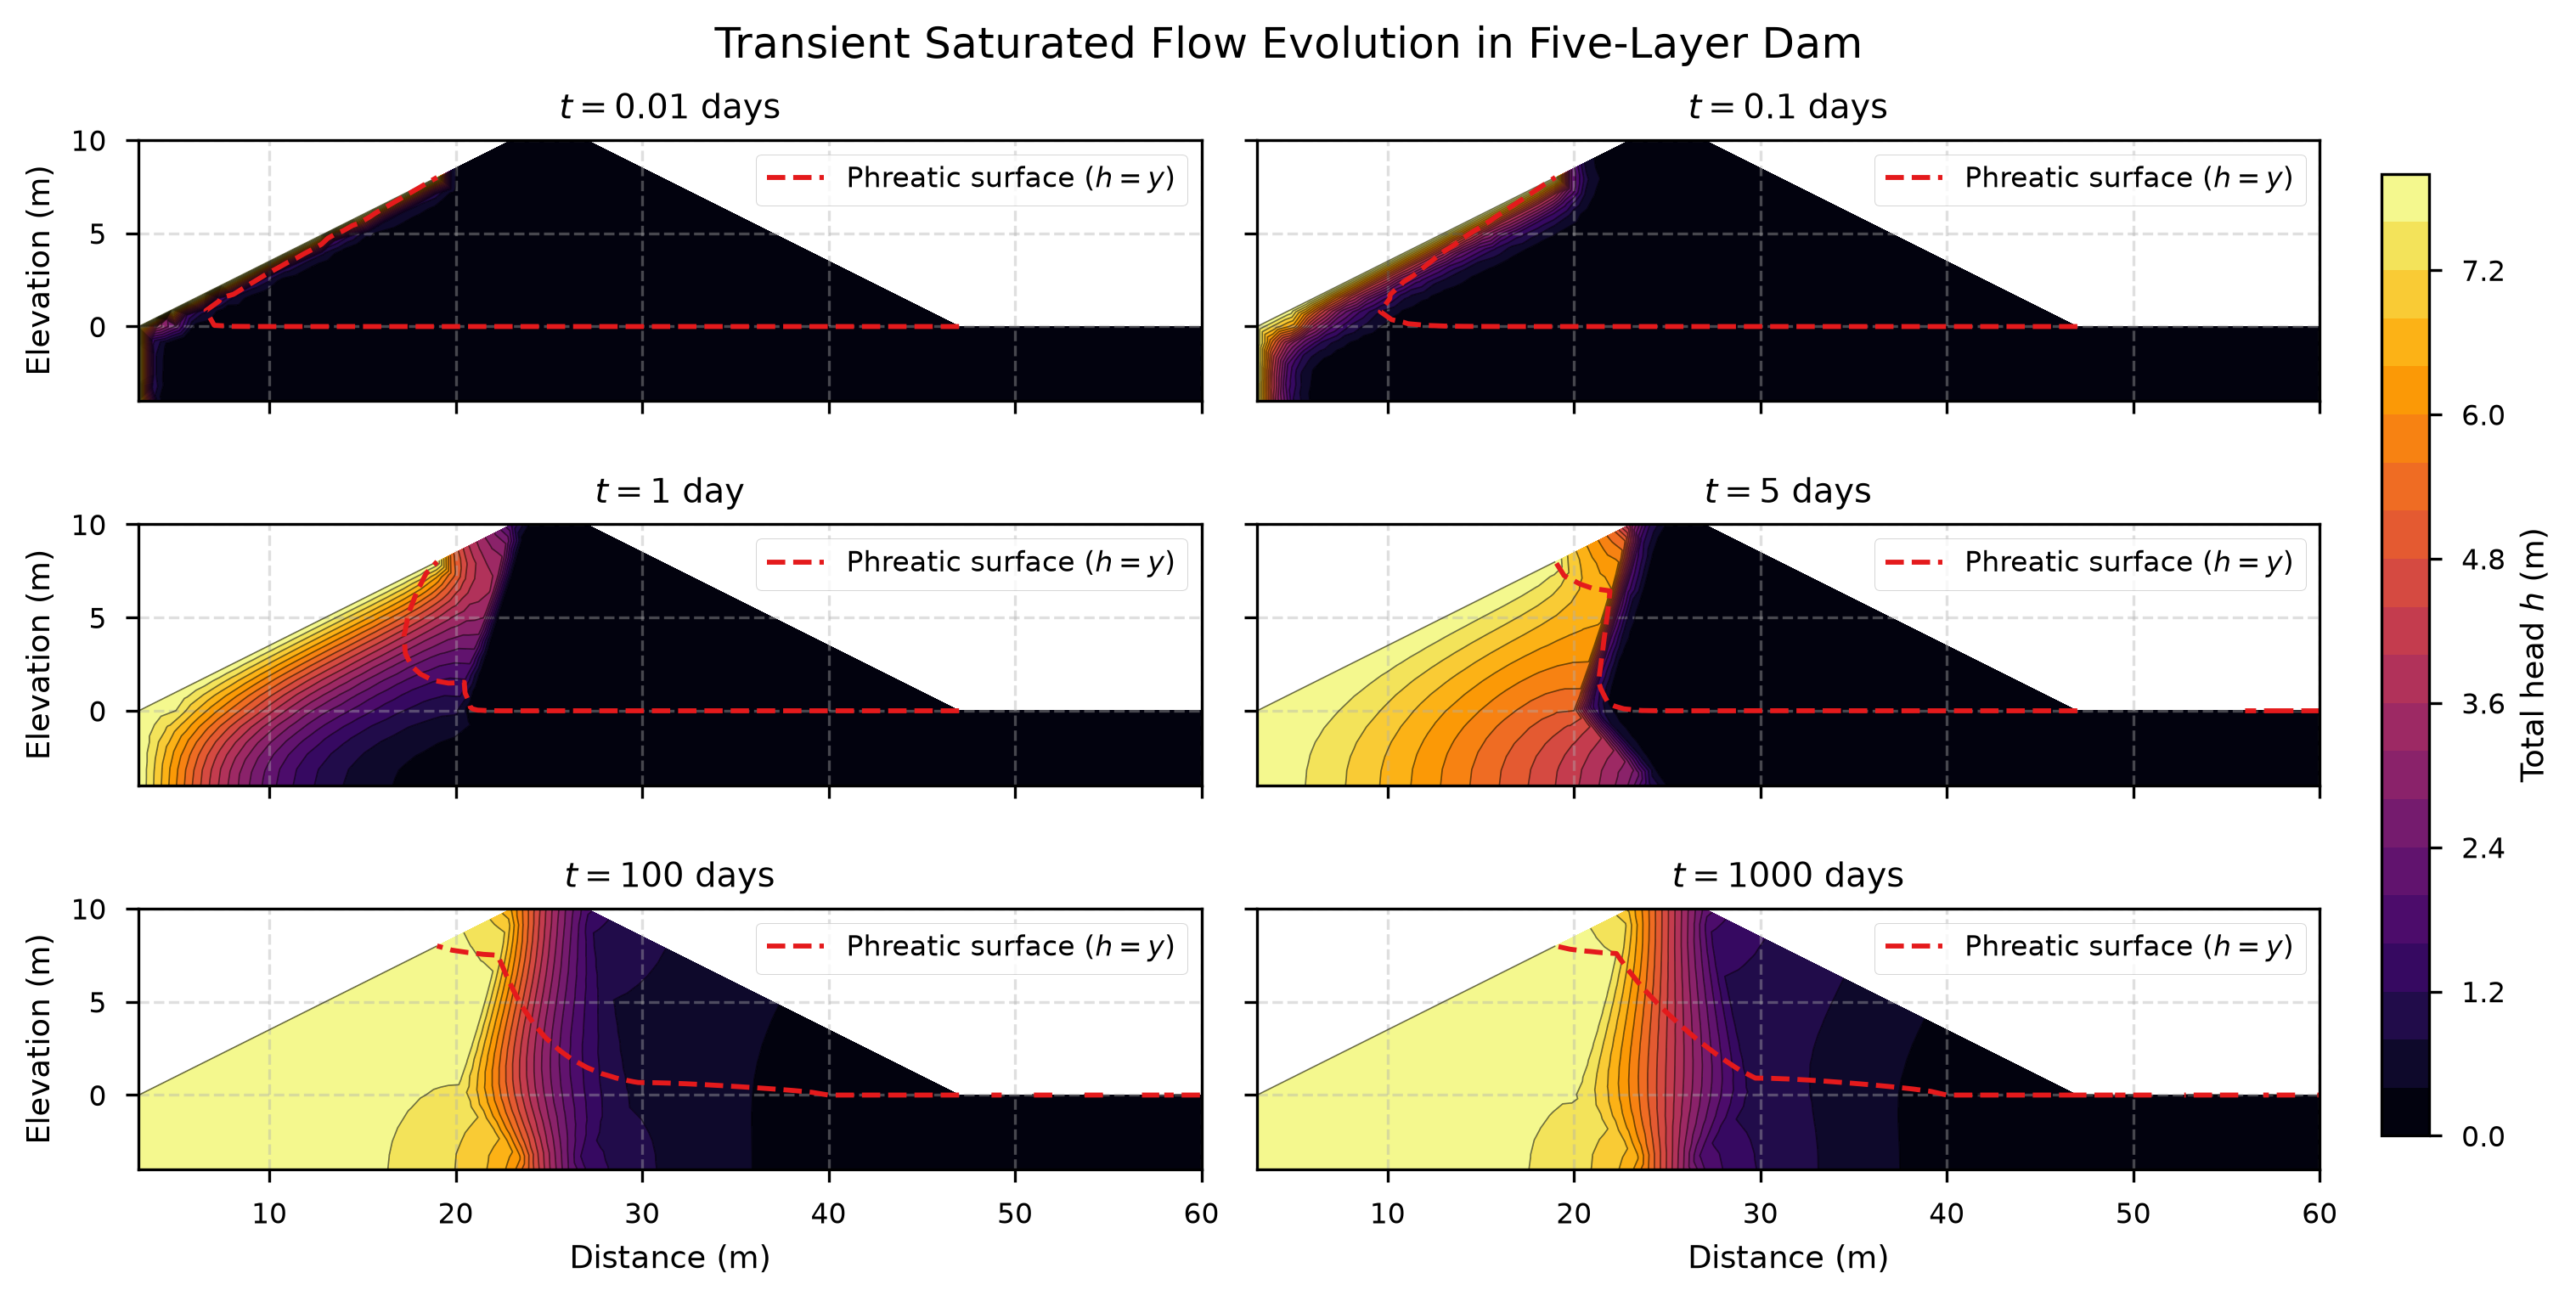 Transient Saturated Flow Evolution in Five-Layer Dam
t = 0.01 days
t = 0.1 days
10
5
0
Elevation (m)
Phreatic surface (h = y)
Phreatic surface (h = y)
t = 1 day
t = 5 days
10
5
0
Elevation (m)
Phreatic surface (h = y)
Phreatic surface (h = y)
t = 100 days
t = 1000 days
10
5
0
Elevation (m)
Phreatic surface (h = y)
Phreatic surface (h = y)
10 20 30 40 50 60
10 20 30 40 50 60
Distance (m)
Distance (m)
7.2
6.0
4.8
3.6
2.4
1.2
0.0
Total head h (m)